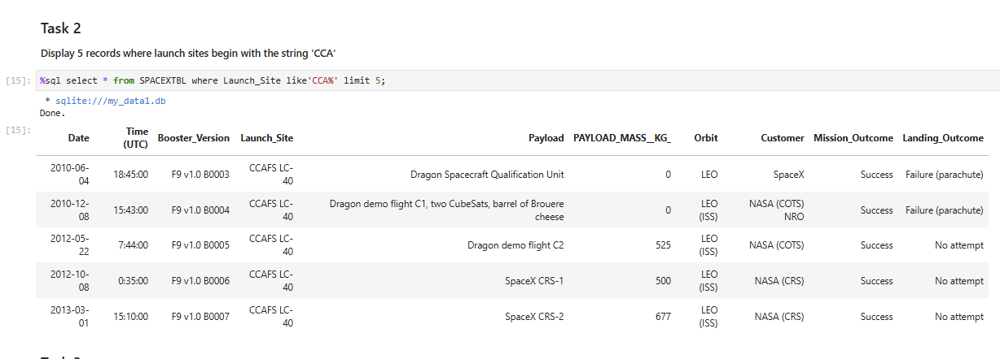 Task 2
Display 5 records where launch sites begin with the string 'CCA'
[15]: %sql select * from SPACEXTBL where Launch_Site like'CCA%' limit 5;
* sqlite:///my_data1.db
Done.
[15]:
Date Time (UTC) Booster_Version Launch_Site Payload PAYLOAD_MASS__KG_ Orbit Customer Mission_Outcome Landing_Outcome
2010-06-04 18:45:00 F9 v1.0 B0003 CCAFS LC-40 Dragon Spacecraft Qualification Unit 0 LEO SpaceX Success Failure (parachute)
2010-12-08 15:43:00 F9 v1.0 B0004 CCAFS LC-40 Dragon demo flight C1, two CubeSats, barrel of Brouere cheese 0 LEO (ISS) NASA (COTS) NRO Success Failure (parachute)
2012-05-22 7:44:00 F9 v1.0 B0005 CCAFS LC-40 Dragon demo flight C2 525 LEO (ISS) NASA (COTS) Success No attempt
2012-10-08 0:35:00 F9 v1.0 B0006 CCAFS LC-40 SpaceX CRS-1 500 LEO (ISS) NASA (CRS) Success No attempt
2013-03-01 15:10:00 F9 v1.0 B0007 CCAFS LC-40 SpaceX CRS-2 677 LEO (ISS) NASA (CRS) Success No attempt